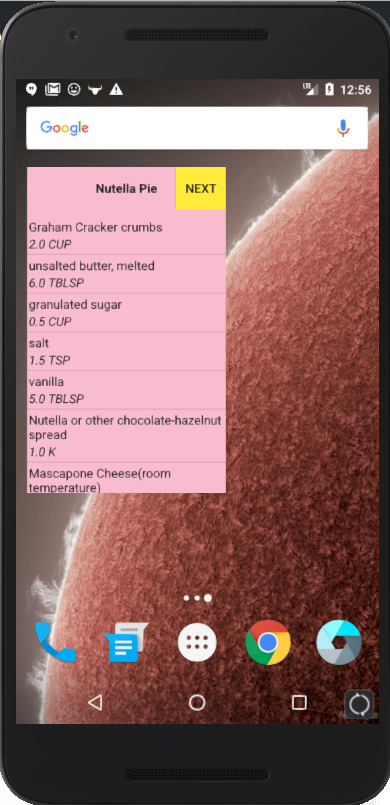 LTE 12:56
Google
Nutella Pie NEXT
Graham Cracker crumbs
2.0 CUP
unsalted butter, melted
6.0 TBLSP
granulated sugar
0.5 CUP
salt
1.5 TSP
vanilla
5.0 TBLSP
Nutella or other chocolate-hazelnut
spread
1.0 K
Mascapone Cheese(room
temperature)